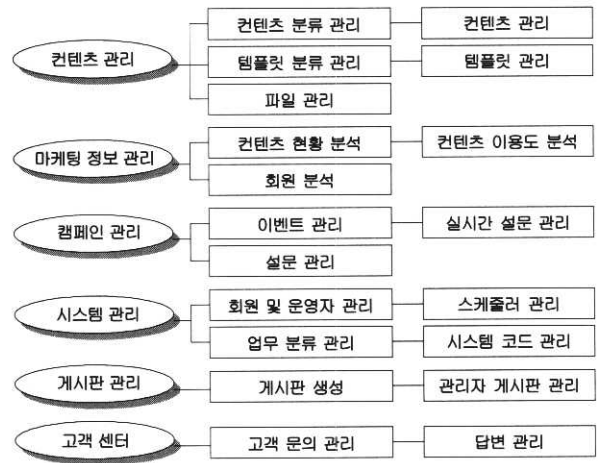 컨텐츠 분류 관리 컨텐츠 관리
컨텐츠 관리 템플릿 분류 관리 템플릿 관리
파일 관리
마케팅 정보 관리 컨텐츠 현황 분석 컨텐츠 이용도 분석
회원 분석
캠페인 관리 이벤트 관리 실시간 설문 관리
설문 관리
시스템 관리 회원 및 운영자 관리 스케줄러 관리
업무 분류 관리 시스템 코드 관리
게시판 관리 게시판 생성 관리자 게시판 관리
고객 센터 고객 문의 관리 답변 관리